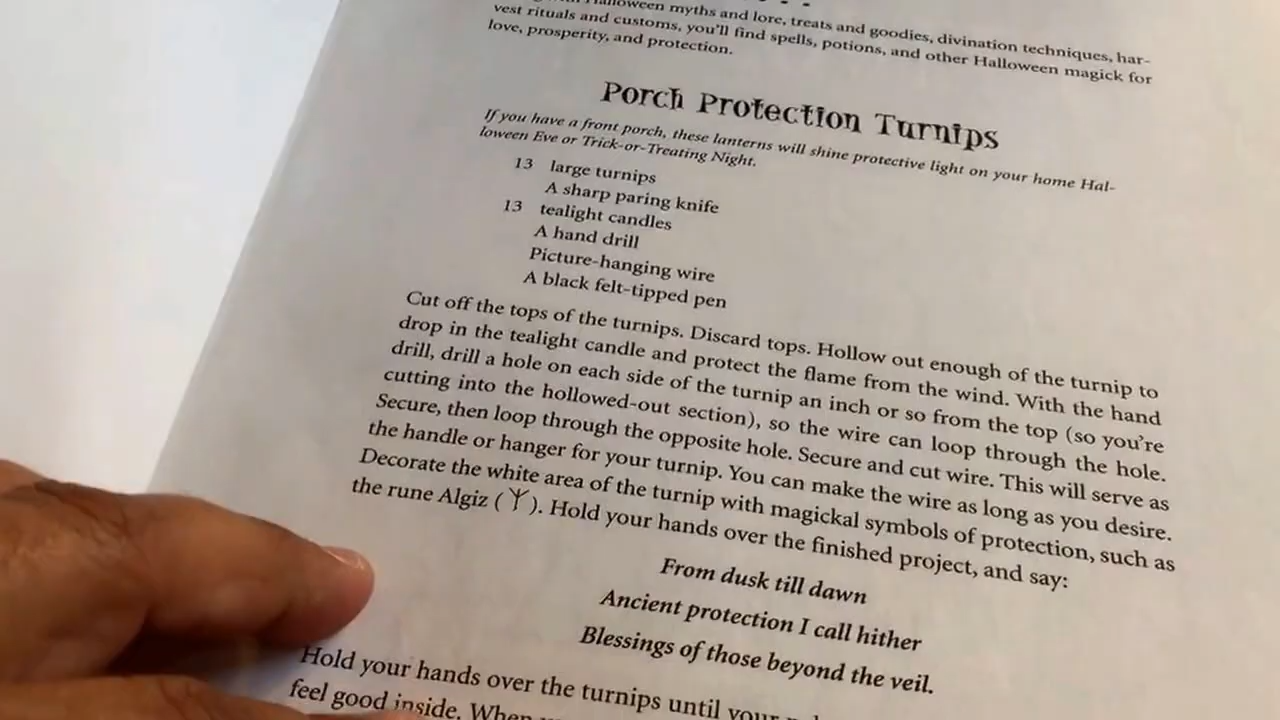 Halloween myths and lore, treats and goodies, divination techniques, har-
vest rituals and customs, you'll find spells, potions, and other Halloween magick for
love, prosperity, and protection.
Porch Protection Turnips
If you have a front porch, these lanterns will shine protective light on your home Hal-
loween Eve or Trick-or-Treating Night.
13 large turnips
A sharp paring knife
13 tealight candles
A hand drill
Picture-hanging wire
A black felt-tipped pen
Cut off the tops of the turnips. Discard tops. Hollow out enough of the turnip to
drop in the tealight candle and protect the flame from the wind. With the hand
drill, drill a hole on each side of the turnip an inch or so from the top (so you're
cutting into the hollowed-out section), so the wire can loop through the hole.
Secure, then loop through the opposite hole. Secure and cut wire. This will serve as
the handle or hanger for your turnip. You can make the wire as long as you desire.
Decorate the white area of the turnip with magickal symbols of protection, such as
the rune Algiz (ᛉ). Hold your hands over the finished project, and say:
From dusk till dawn
Ancient protection I call hither
Blessings of those beyond the veil.
Hold your hands over the turnips until your
feel good inside. When